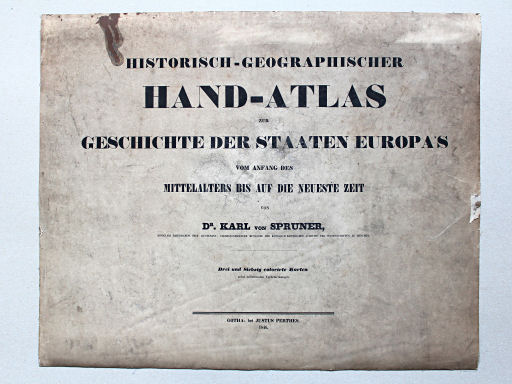 HISTORISCH-GEOGRAPHISCHER
HAND-ATLAS
ZUR
GESCHICHTE DER STAATEN EUROPA'S
VOM ANFANG DES
MITTELALTERS BIS AUF DIE NEUESTE ZEIT
VON
DR. KARL VON SPRUNER,
Drei und Siebzig colorirte Karten
GOTHA: bei JUSTUS PERTHES.
1846.